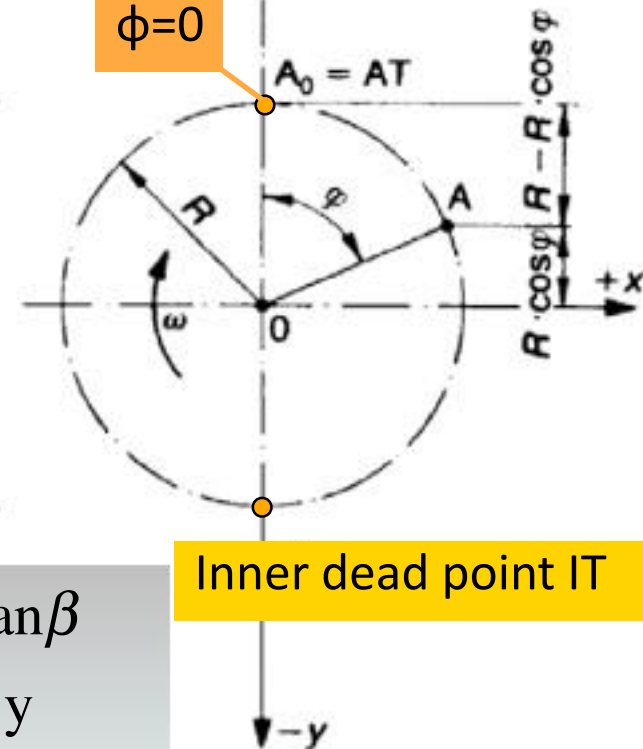 ϕ=0
A₀ = AT
R - R · cosφ
R
φ
A
R · cosφ
+x
ω
0
Inner dead point IT
anβ
y
-y